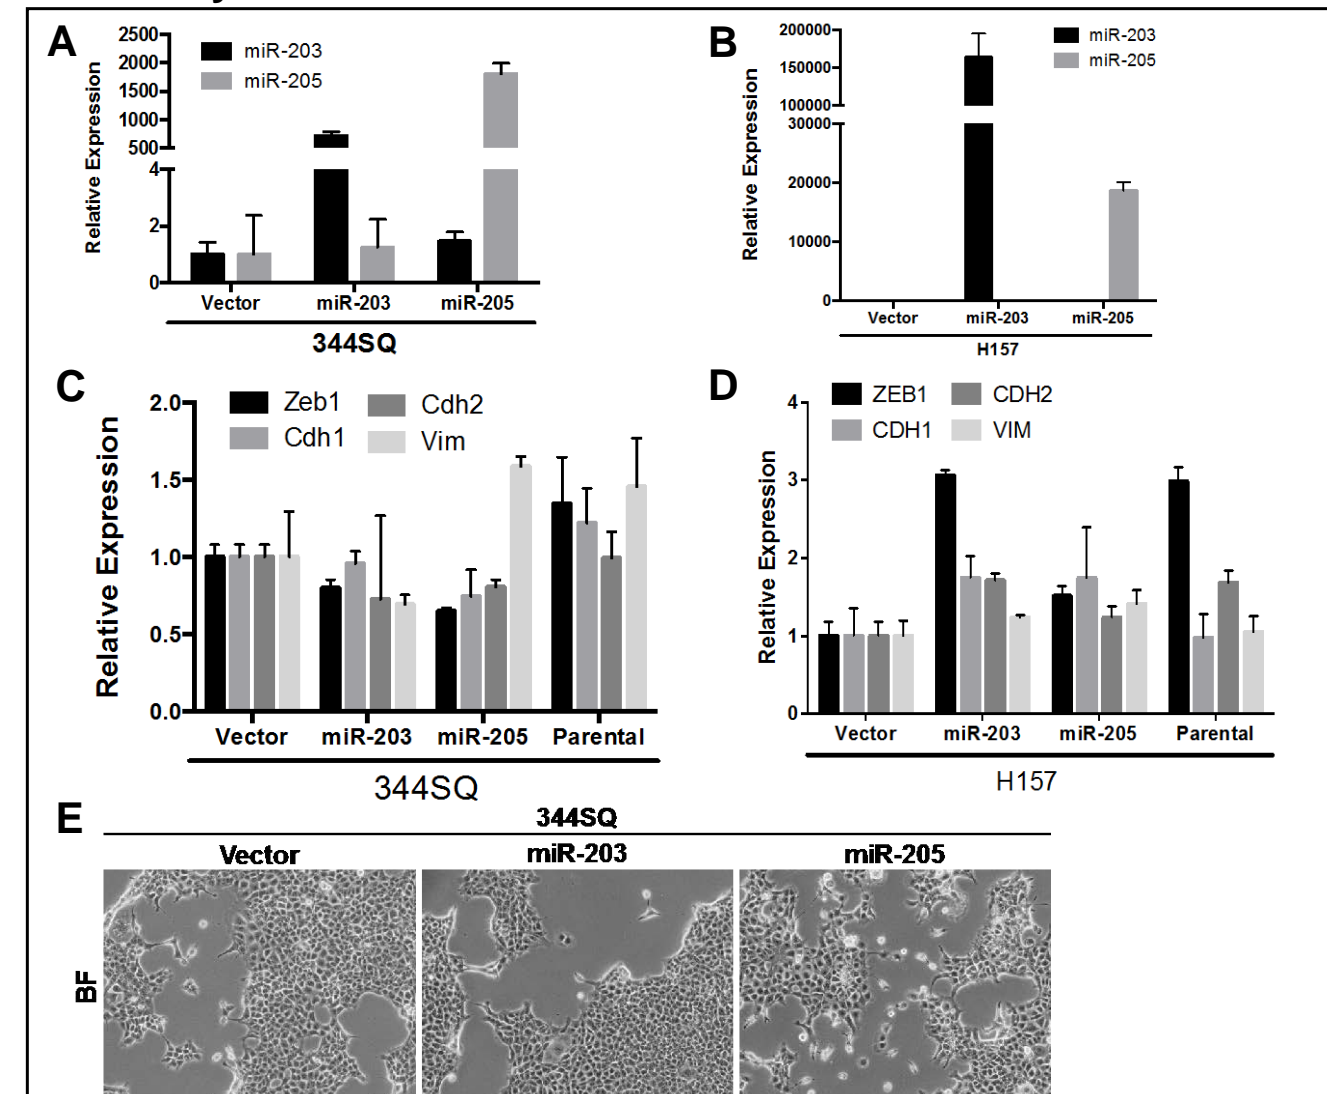 A
2500
2000
1500
1000
500
4
2
0
Relative Expression
miR-203
miR-205
Vector miR-203 miR-205
344SQ
B
200000
150000
100000
30000
20000
10000
0
Relative Expression
miR-203
miR-205
Vector miR-203 miR-205
H157
C
2.0
1.5
1.0
0.5
0.0
Relative Expression
Zeb1 Cdh2
Cdh1 Vim
Vector miR-203 miR-205 Parental
344SQ
D
4
3
2
1
0
Relative Expression
ZEB1 CDH2
CDH1 VIM
Vector miR-203 miR-205 Parental
H157
E
344SQ
Vector miR-203 miR-205
BF